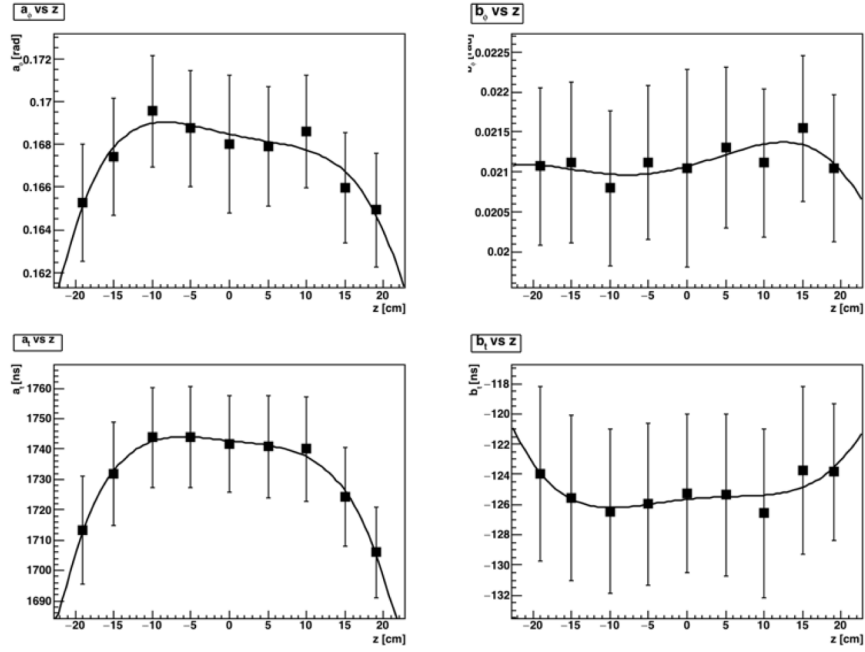 a_φ vs z
a_φ [rad]
0.172
0.17
0.168
0.166
0.164
0.162
−20 −15 −10 −5 0 5 10 15 20
z [cm]
b_φ vs z
b_φ [rad]
0.0225
0.022
0.0215
0.021
0.0205
0.02
−20 −15 −10 −5 0 5 10 15 20
z [cm]
a_t vs z
a_t [ns]
1760
1750
1740
1730
1720
1710
1700
1690
−20 −15 −10 −5 0 5 10 15 20
z [cm]
b_t vs z
b_t [ns]
−118
−120
−122
−124
−126
−128
−130
−132
−20 −15 −10 −5 0 5 10 15 20
z [cm]